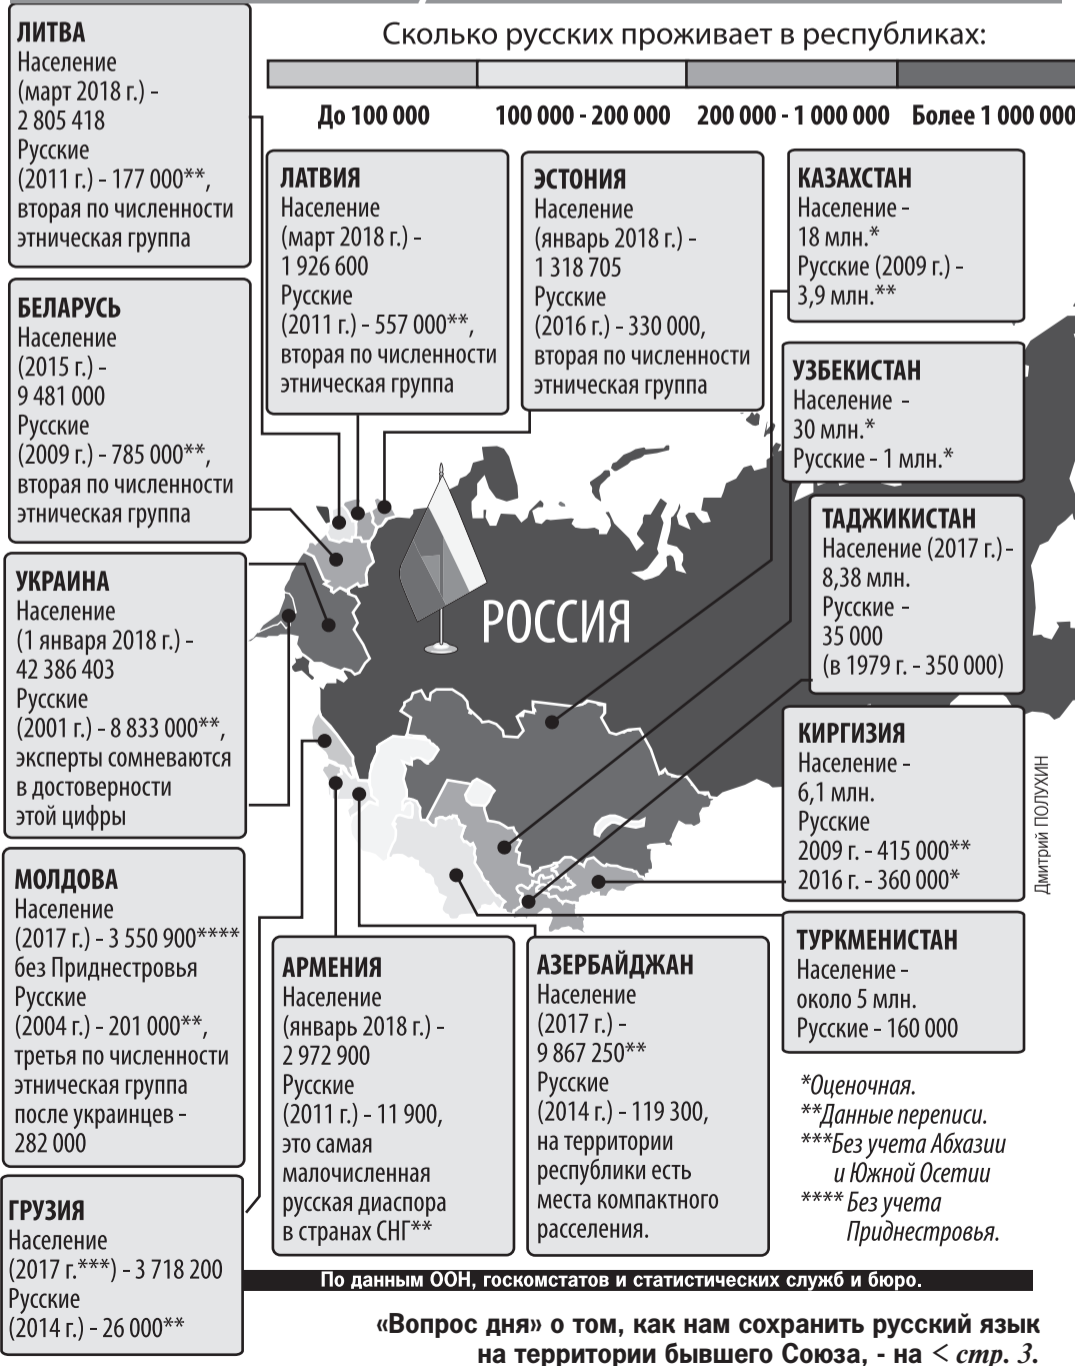 Сколько русских проживает в республиках:
До 100 000
100 000 - 200 000
200 000 - 1 000 000
Более 1 000 000
ЛИТВА
Население
(март 2018 г.) -
2 805 418
Русские
(2011 г.) - 177 000**,
вторая по численности
этническая группа
ЛАТВИЯ
Население
(март 2018 г.) -
1 926 600
Русские
(2011 г.) - 557 000**,
вторая по численности
этническая группа
ЭСТОНИЯ
Население
(январь 2018 г.) -
1 318 705
Русские
(2016 г.) - 330 000,
вторая по численности
этническая группа
КАЗАХСТАН
Население -
18 млн.*
Русские (2009 г.) -
3,9 млн.**
БЕЛАРУСЬ
Население
(2015 г.) -
9 481 000
Русские
(2009 г.) - 785 000**,
вторая по численности
этническая группа
УЗБЕКИСТАН
Население -
30 млн.*
Русские - 1 млн.*
ТАДЖИКИСТАН
Население (2017 г.) -
8,38 млн.
Русские -
35 000
(в 1979 г. - 350 000)
УКРАИНА
Население
(1 января 2018 г.) -
42 386 403
Русские
(2001 г.) - 8 833 000**,
эксперты сомневаются
в достоверности
этой цифры
РОССИЯ
КИРГИЗИЯ
Население -
6,1 млн.
Русские
2009 г. - 415 000**
2016 г. - 360 000*
Дмитрий ПОЛУХИН
МОЛДОВА
Население
(2017 г.) - 3 550 900****
без Приднестровья
Русские
(2004 г.) - 201 000**,
третья по численности
этническая группа
после украинцев -
282 000
АРМЕНИЯ
Население
(январь 2018 г.) -
2 972 900
Русские
(2011 г.) - 11 900,
это самая
малочисленная
русская диаспора
в странах СНГ**
АЗЕРБАЙДЖАН
Население
(2017 г.) -
9 867 250**
Русские
(2014 г.) - 119 300,
на территории
республики есть
места компактного
расселения.
ТУРКМЕНИСТАН
Население -
около 5 млн.
Русские - 160 000
ГРУЗИЯ
Население
(2017 г.***) - 3 718 200
Русские
(2014 г.) - 26 000**
*Оценочная.
**Данные переписи.
***Без учета Абхазии
и Южной Осетии
**** Без учета
Приднестровья.
По данным ООН, госкомстатов и статистических служб и бюро.
«Вопрос дня» о том, как нам сохранить русский язык
на территории бывшего Союза, - на < стр. 3.